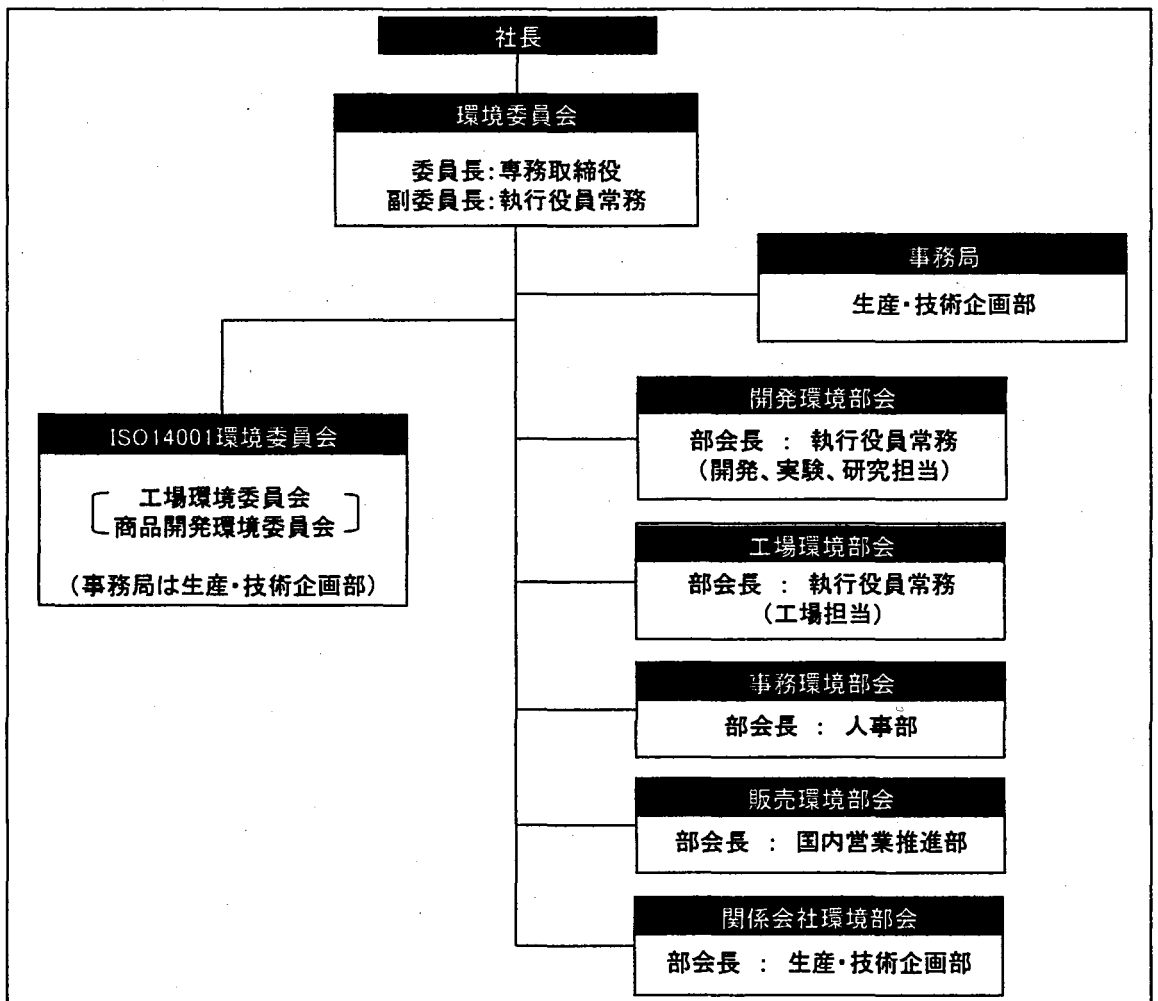 社長
環境委員会
委員長:専務取締役
副委員長:執行役員常務
事務局
生産・技術企画部
ISO14001環境委員会
工場環境委員会
商品開発環境委員会
(事務局は生産・技術企画部)
開発環境部会
部会長 : 執行役員常務
(開発、実験、研究担当)
工場環境部会
部会長 : 執行役員常務
(工場担当)
事務環境部会
部会長 : 人事部
販売環境部会
部会長 : 国内営業推進部
関係会社環境部会
部会長 : 生産・技術企画部